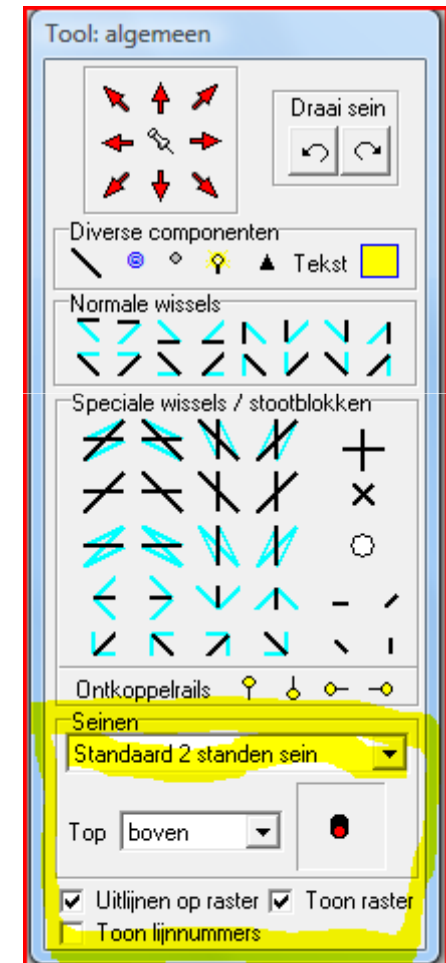 Tool: algemeen
Draai sein
Diverse componenten
Tekst
Normale wissels
Speciale wissels / stootblokken
Ontkoppelrails
Seinen
Standaard 2 standen sein
Top boven
Uitlijnen op raster Toon raster
Toon lijnnummers